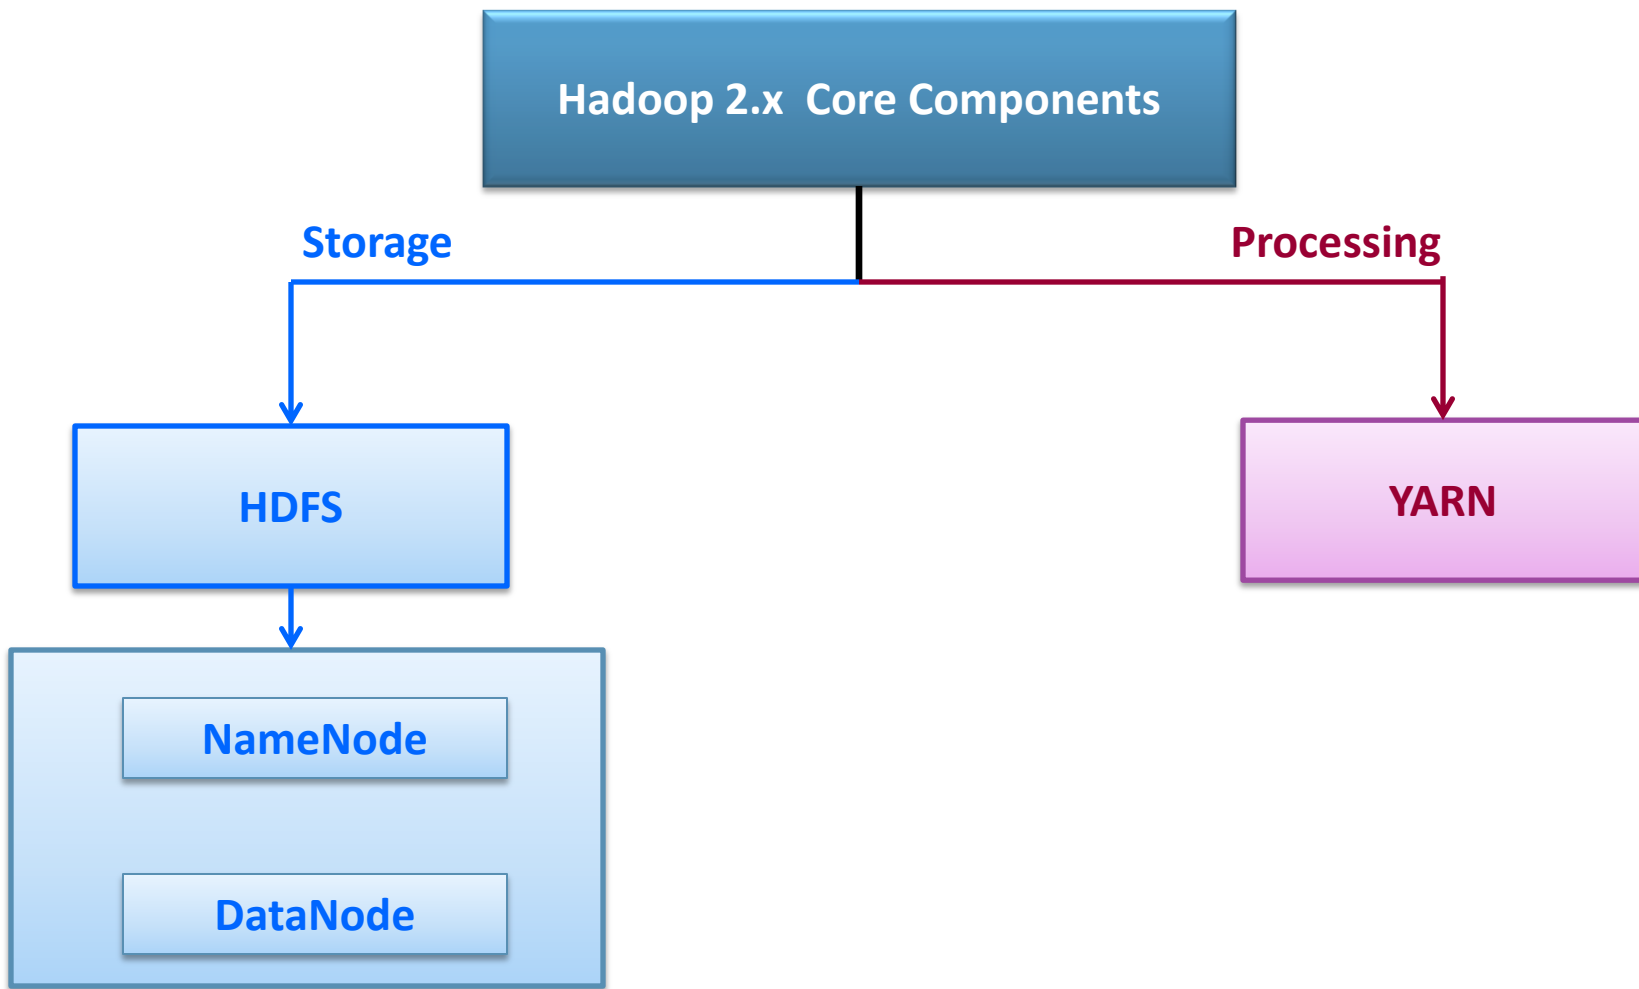 Hadoop 2.x  Core Components
Storage
Processing
HDFS
YARN
NameNode
DataNode